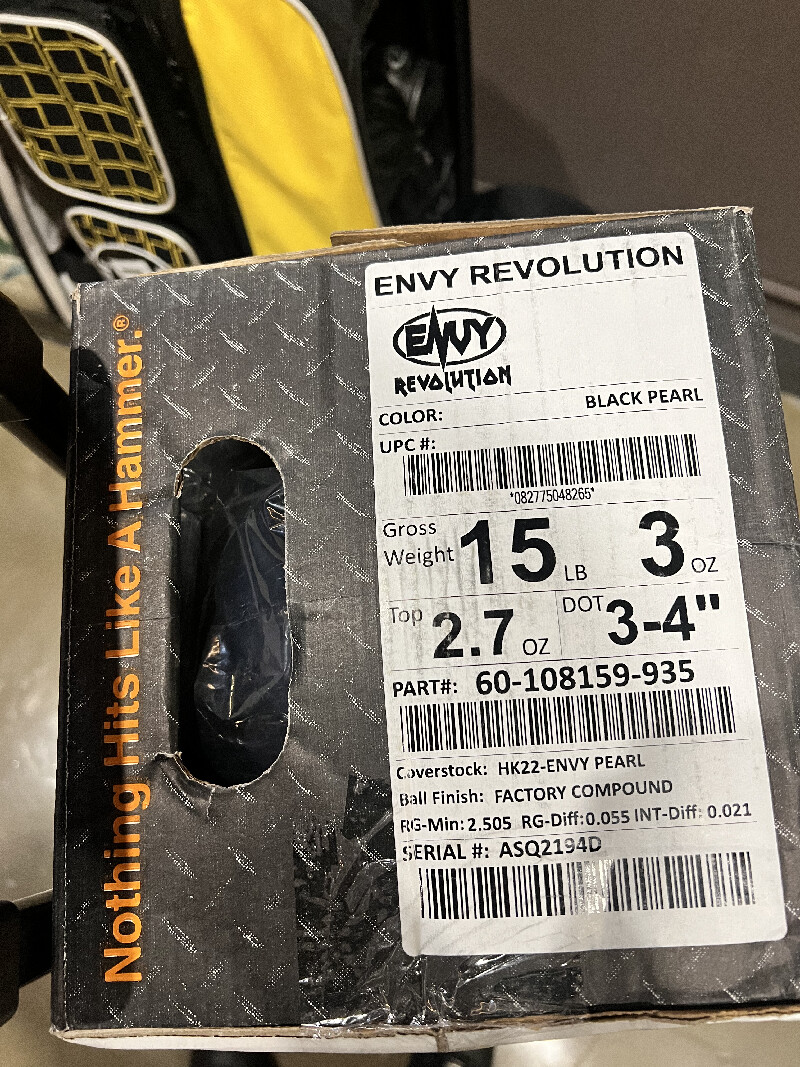 Nothing Hits Like A Hammer.®
ENVY REVOLUTION
ENVY
REVOLUTION
COLOR: BLACK PEARL
UPC #:
*082775048265*
Gross Weight 15 LB 3 OZ
Top 2.7 OZ DOT 3-4"
PART#: 60-108159-935
Coverstock: HK22-ENVY PEARL
Ball Finish: FACTORY COMPOUND
RG-Min: 2.505 RG-Diff: 0.055 INT-Diff: 0.021
SERIAL #: ASQ2194D